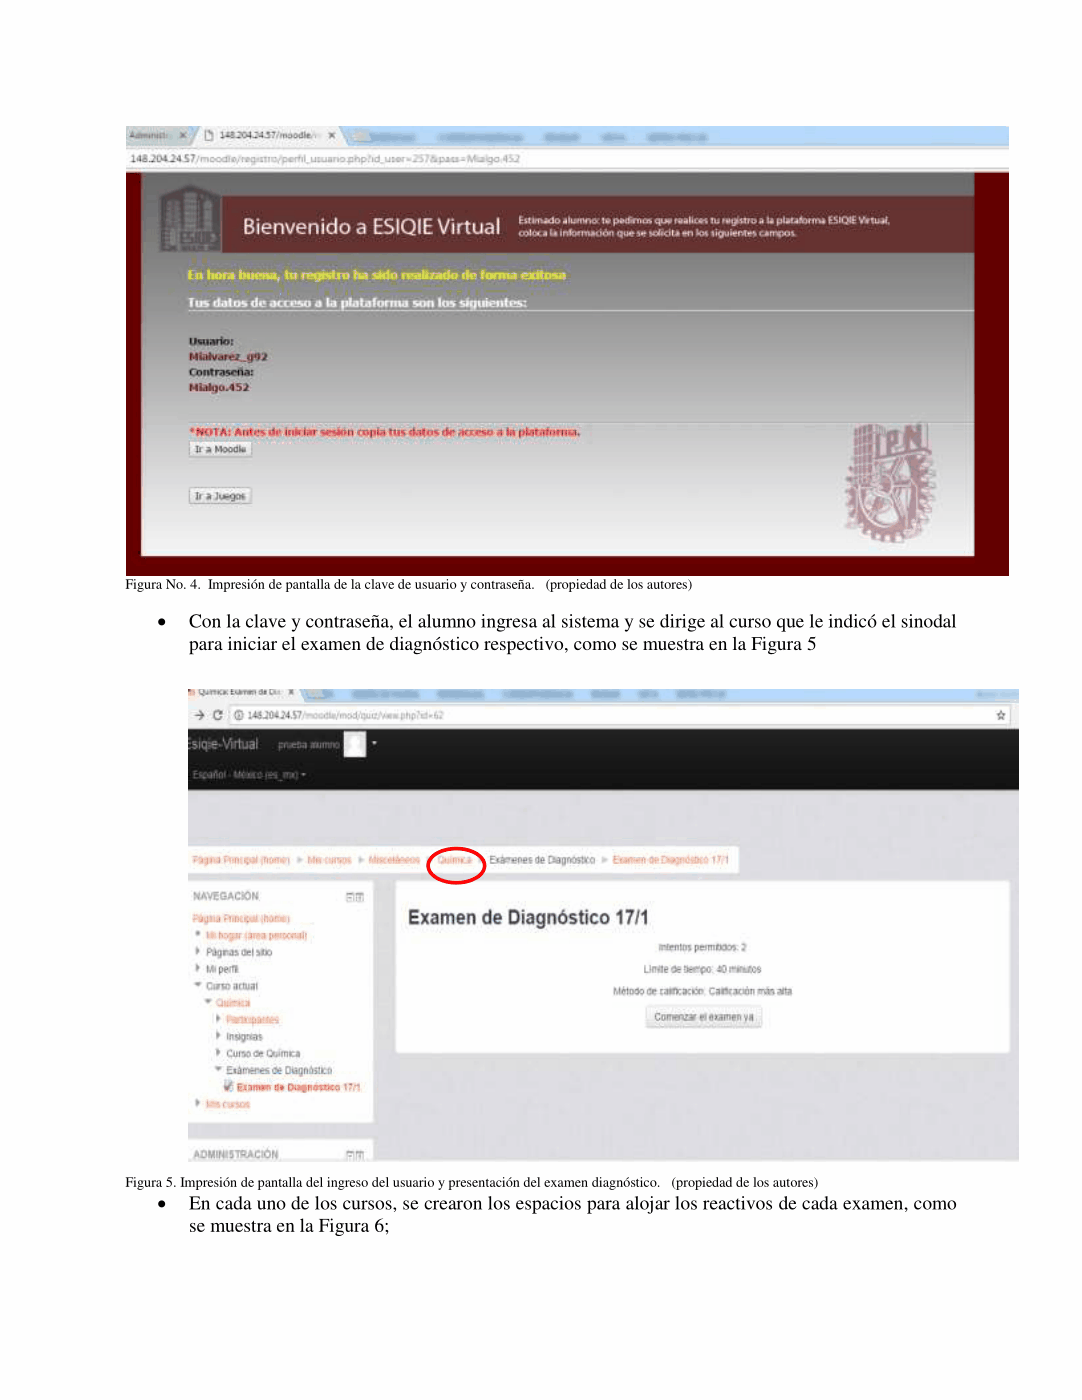 Administr x 148.204.24.57/moodle/ x
148.204.24.57/moodle/registro/perfil_usuario.php?id_user=257&pass=Mialgo.452
Bienvenido a ESIQIE Virtual
Estimado alumno: te pedimos que realices tu registro a la plataforma ESIQIE Virtual,
coloca la información que se solicita en los siguientes campos.
ESIQIE
En hora buena, tu registro ha sido realizado de forma exitosa
Tus datos de acceso a la plataforma son los siguientes:
Usuario:
Mialvarez_g92
Contraseña:
Mialgo.452
*NOTA: Antes de iniciar sesión copia tus datos de acceso a la plataforma.
Ir a Moodle
IPN
Ir a Juegos
Figura No. 4. Impresión de pantalla de la clave de usuario y contraseña. (propiedad de los autores)
• Con la clave y contraseña, el alumno ingresa al sistema y se dirige al curso que le indicó el sinodal
para iniciar el examen de diagnóstico respectivo, como se muestra en la Figura 5
Química: Examen de Dia x
148.204.24.57/moodle/mod/quiz/view.php?id=62
Esiqie-Virtual prueba alumno
Español - México (es_mx)
Página Principal (home) Mis cursos Misceláneos Química Exámenes de Diagnóstico Examen de Diagnóstico 17/1
NAVEGACIÓN
Página Principal (home)
Mi hogar (área personal)
Páginas del sitio
Mi perfil
Curso actual
Química
Participantes
Insignias
Curso de Química
Exámenes de Diagnóstico
Examen de Diagnóstico 17/1
Mis cursos
ADMINISTRACIÓN
Examen de Diagnóstico 17/1
Intentos permitidos: 2
Límite de tiempo: 40 minutos
Método de calificación: Calificación más alta
Comenzar el examen ya
Figura 5. Impresión de pantalla del ingreso del usuario y presentación del examen diagnóstico. (propiedad de los autores)
• En cada uno de los cursos, se crearon los espacios para alojar los reactivos de cada examen, como
se muestra en la Figura 6;